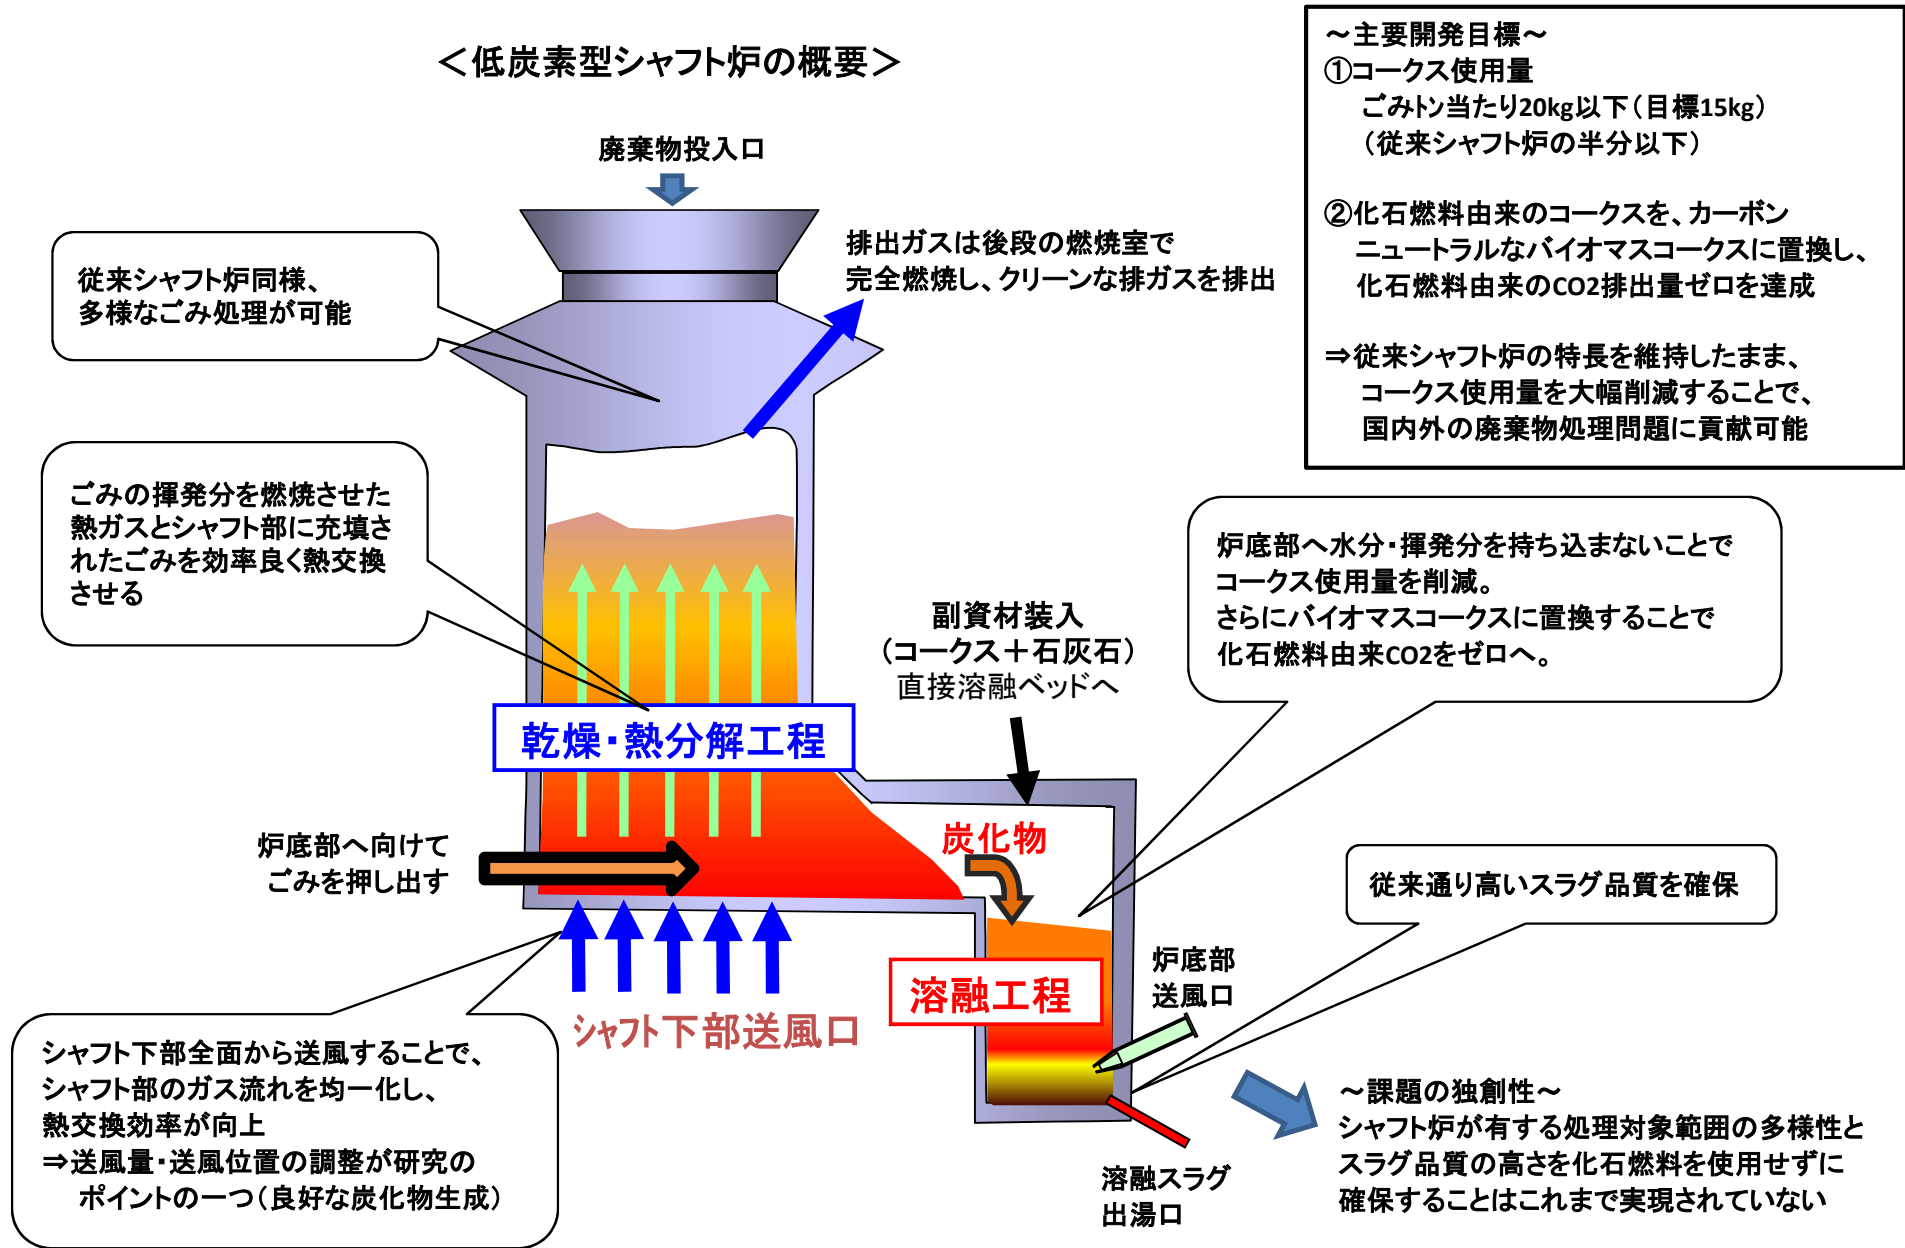 ＜低炭素型シャフト炉の概要＞
～主要開発目標～
①コークス使用量
ごみトン当たり20kg以下（目標15kg）
（従来シャフト炉の半分以下）
②化石燃料由来のコークスを、カーボン
ニュートラルなバイオマスコークスに置換し、
化石燃料由来のCO2排出量ゼロを達成
⇒従来シャフト炉の特長を維持したまま、
コークス使用量を大幅削減することで、
国内外の廃棄物処理問題に貢献可能
廃棄物投入口
従来シャフト炉同様、
多様なごみ処理が可能
排出ガスは後段の燃焼室で
完全燃焼し、クリーンな排ガスを排出
ごみの揮発分を燃焼させた
熱ガスとシャフト部に充填さ
れたごみを効率良く熱交換
させる
炉底部へ水分・揮発分を持ち込まないことで
コークス使用量を削減。
さらにバイオマスコークスに置換することで
化石燃料由来CO2をゼロへ。
副資材装入
（コークス＋石灰石）
直接溶融ベッドへ
乾燥・熱分解工程
炉底部へ向けて
ごみを押し出す
炭化物
従来通り高いスラグ品質を確保
溶融工程
炉底部
送風口
シャフト下部送風口
シャフト下部全面から送風することで、
シャフト部のガス流れを均一化し、
熱交換効率が向上
⇒送風量・送風位置の調整が研究の
ポイントの一つ（良好な炭化物生成）
溶融スラグ
出湯口
～課題の独創性～
シャフト炉が有する処理対象範囲の多様性と
スラグ品質の高さを化石燃料を使用せずに
確保することはこれまで実現されていない